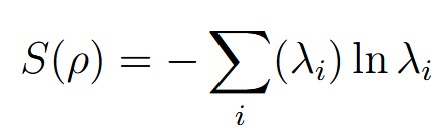 S(ρ) = − ∑_i (λ_i) ln λ_i